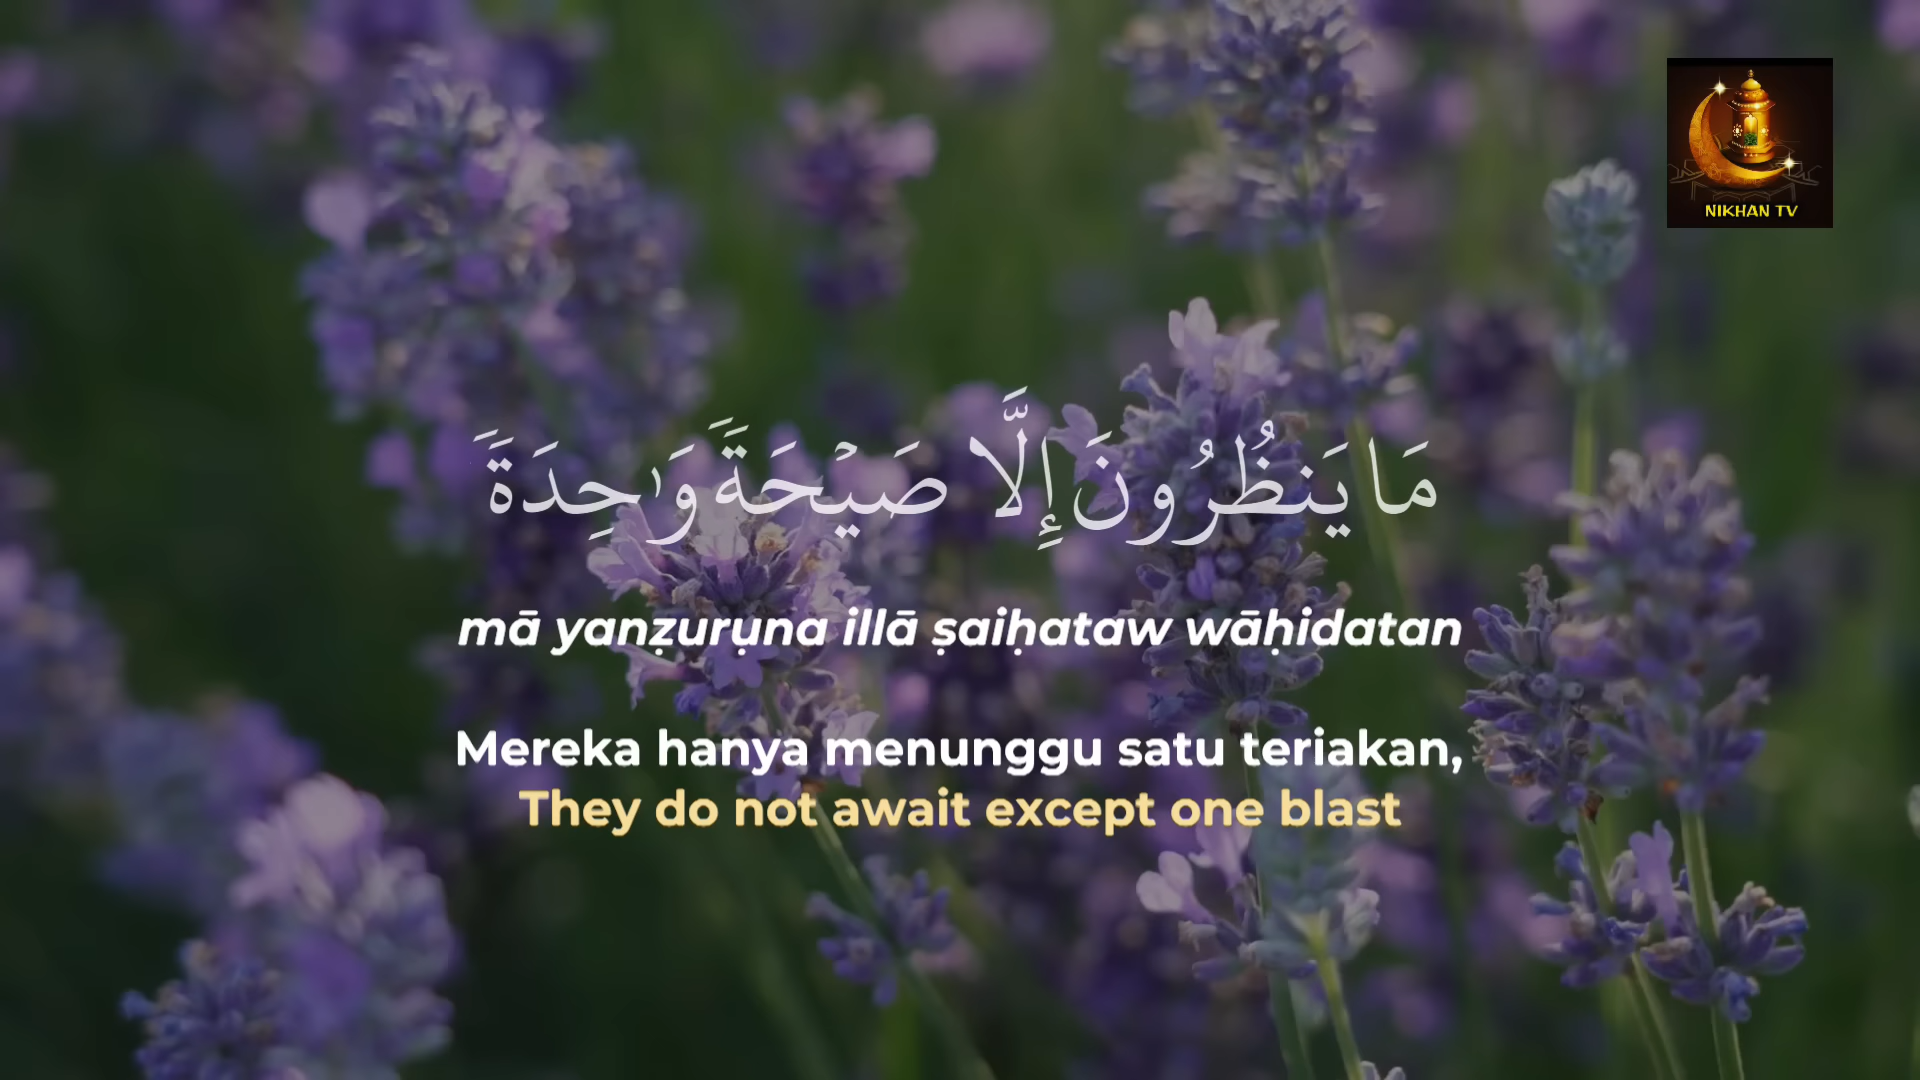 NIKHAN TV
مَا يَنظُرُونَ إِلَّا صَيْحَةً وَٰحِدَةً
mā yanẓurụna illā ṣaiḥataw wāḥidatan
Mereka hanya menunggu satu teriakan,
They do not await except one blast